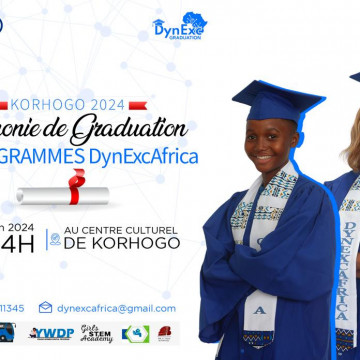 DynExc
GRADUATION
KORHOGO 2024
onie de Graduation
GRAMMES DynExcAfrica
n 2024
4H
AU CENTRE CULTUREL
DE KORHOGO
11345
dynexcafrica@gmail.com
YWDP
Girls
STEM
Academy
DYNEXCAFRICA
A